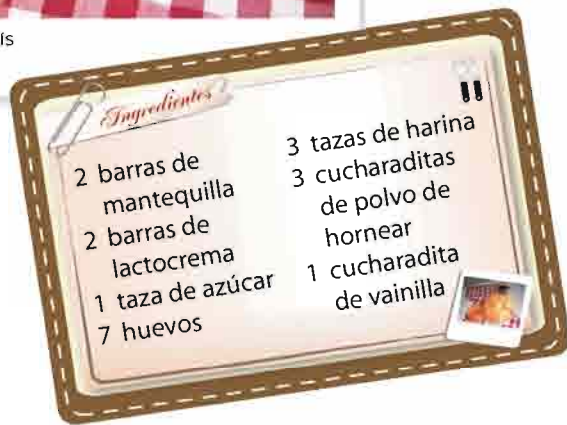 ís
Ingredientes
2 barras de
mantequilla
2 barras de
lactocrema
1 taza de azúcar
7 huevos
3 tazas de harina
3 cucharaditas
de polvo de
hornear
1 cucharadita
de vainilla